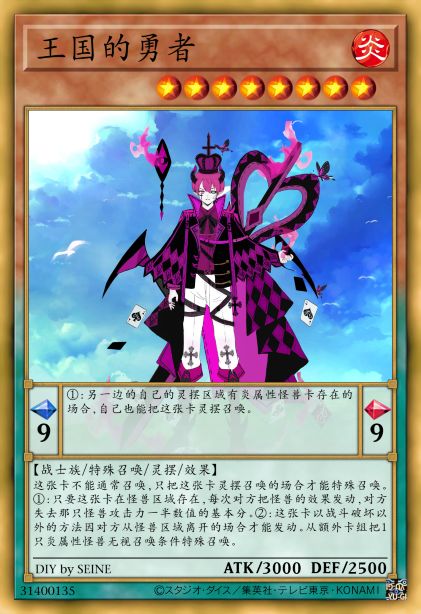 王国的勇者
炎
①:另一边的自己的灵摆区域有炎属性怪兽卡存在的
场合,自己也能把这张卡灵摆召唤。
9
9
【战士族/特殊召唤/灵摆/效果】
这张卡不能通常召唤,只把这张卡灵摆召唤的场合才能特殊召唤。
①:只要这张卡在怪兽区域存在,每次对方把怪兽的效果发动,对方
失去那只怪兽攻击力一半数值的基本分。②:这张卡以战斗破坏以
外的方法因对方从怪兽区域离开的场合才能发动。从额外卡组把1
只炎属性怪兽无视召唤条件特殊召唤。
DIY by SEINE ATK/3000 DEF/2500
31400135 ©スタジオ・ダイス/集英社・テレビ東京・KONAMI